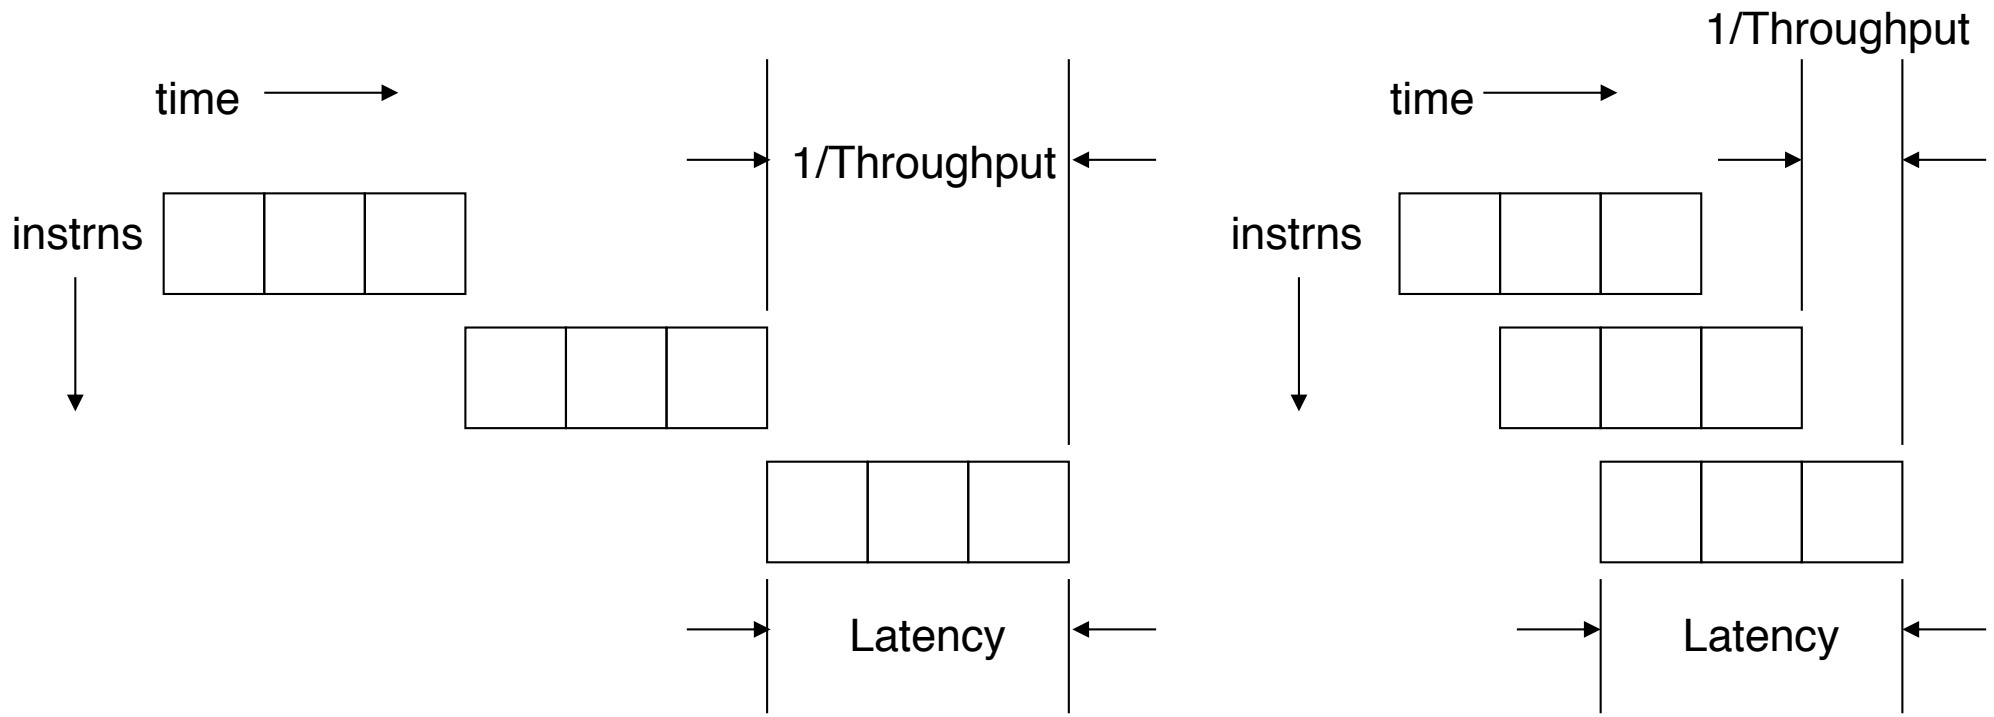 time
1/Throughput
instrns
Latency
1/Throughput
time
instrns
Latency